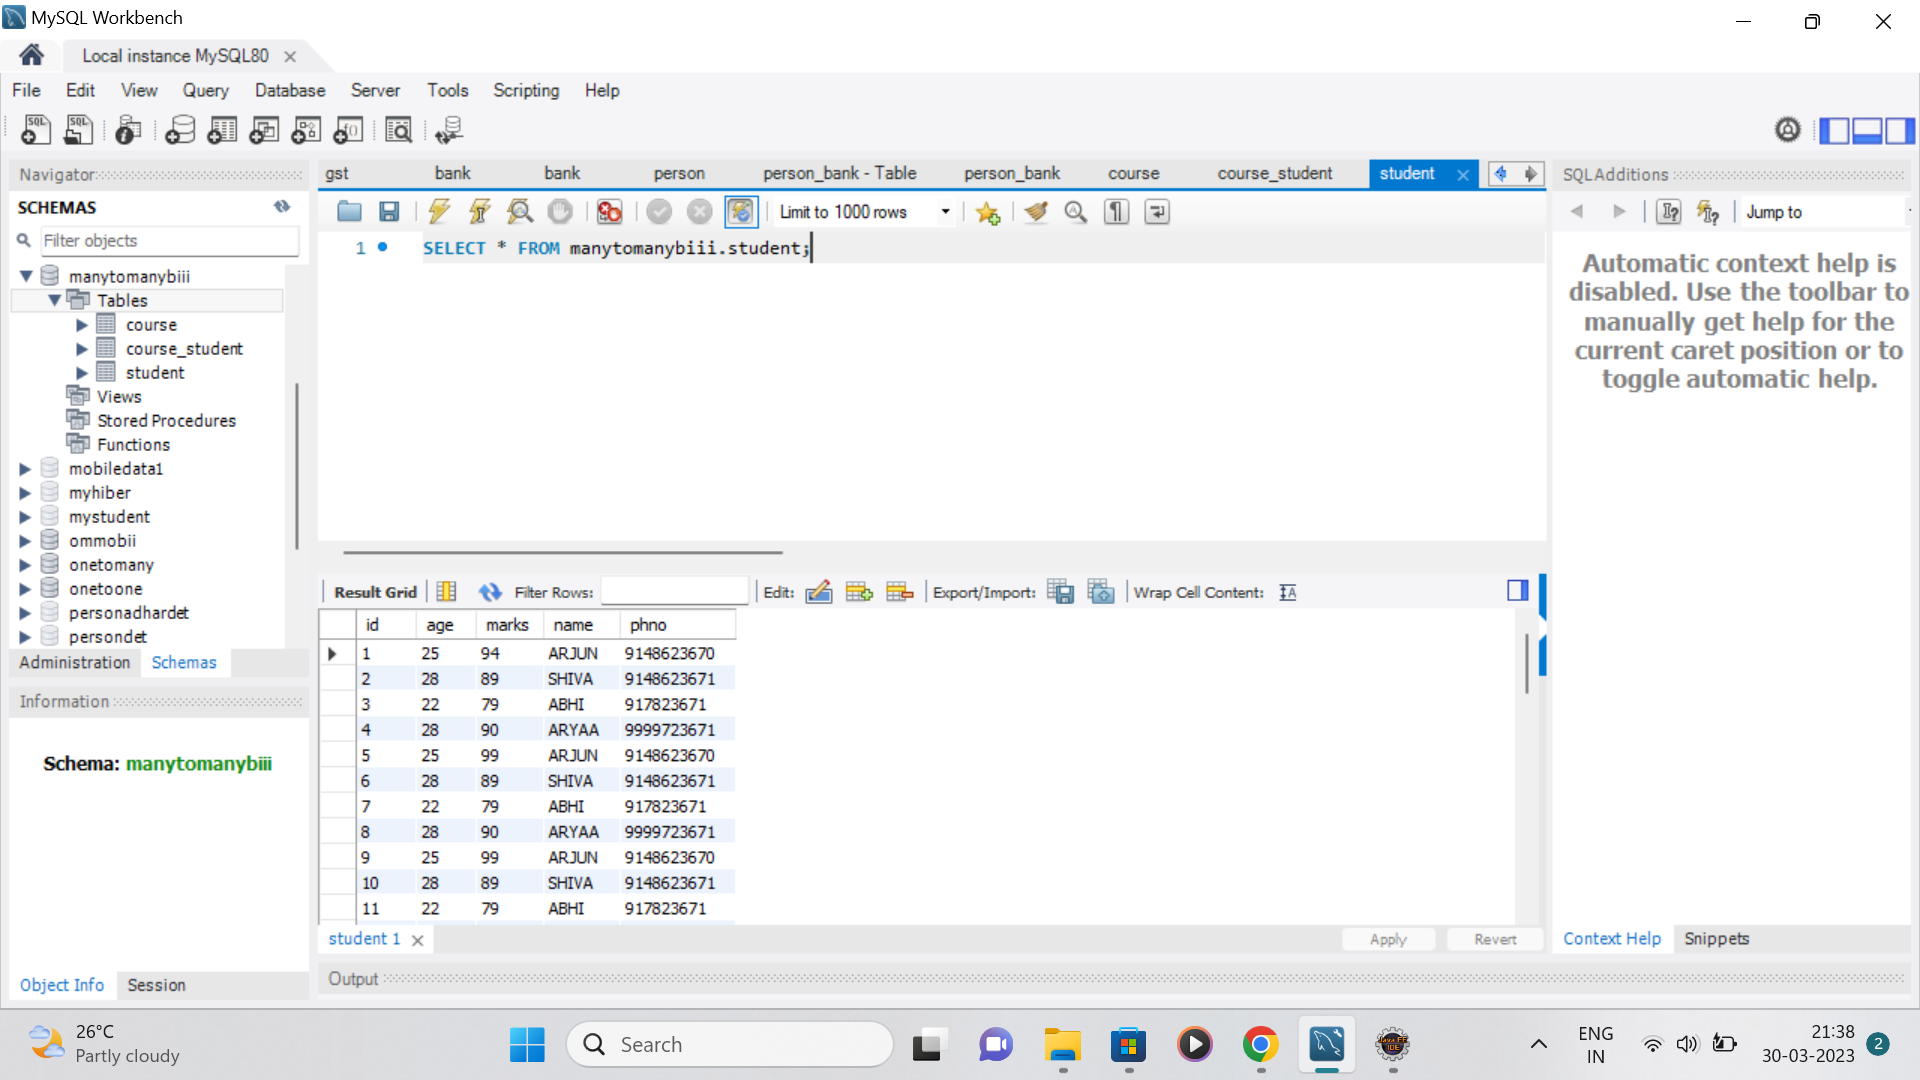 MySQL Workbench
Local instance MySQL80
File Edit View Query Database Server Tools Scripting Help
Navigator
SCHEMAS
Filter objects
manytomanybiii
Tables
course
course_student
student
Views
Stored Procedures
Functions
mobiledata1
myhiber
mystudent
ommobii
onetomany
onetoone
personadhardet
persondet
Administration Schemas
Information
Schema: manytomanybiii
Object Info Session
gst bank bank person person_bank - Table person_bank course course_student student
Limit to 1000 rows
1 SELECT * FROM manytomanybiii.student;
Result Grid Filter Rows: Edit: Export/Import: Wrap Cell Content:
id age marks name phno
1 25 94 ARJUN 9148623670
2 28 89 SHIVA 9148623671
3 22 79 ABHI 917823671
4 28 90 ARYAA 9999723671
5 25 99 ARJUN 9148623670
6 28 89 SHIVA 9148623671
7 22 79 ABHI 917823671
8 28 90 ARYAA 9999723671
9 25 99 ARJUN 9148623670
10 28 89 SHIVA 9148623671
11 22 79 ABHI 917823671
student 1
Apply Revert
Output
SQLAdditions
Jump to
Automatic context help is
disabled. Use the toolbar to
manually get help for the
current caret position or to
toggle automatic help.
Context Help Snippets
26°C
Partly cloudy
Search
ENG
IN
21:38
30-03-2023
2